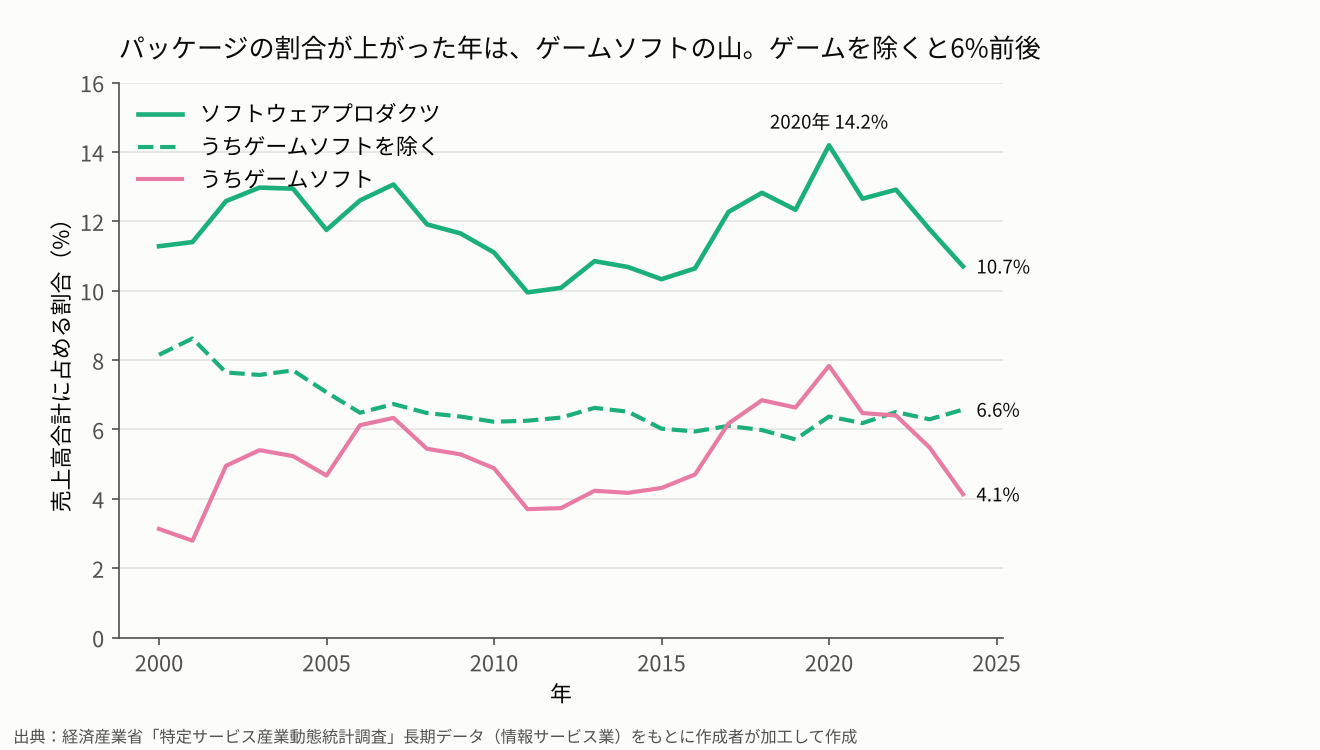 パッケージの割合が上がった年は、ゲームソフトの山。ゲームを除くと6%前後
売上高合計に占める割合（%）
16
14
12
10
8
6
4
2
0
ソフトウェアプロダクツ
うちゲームソフトを除く
うちゲームソフト
2020年 14.2%
10.7%
6.6%
4.1%
2000 2005 2010 2015 2020 2025
年
出典：経済産業省「特定サービス産業動態統計調査」長期データ（情報サービス業）をもとに作成者が加工して作成